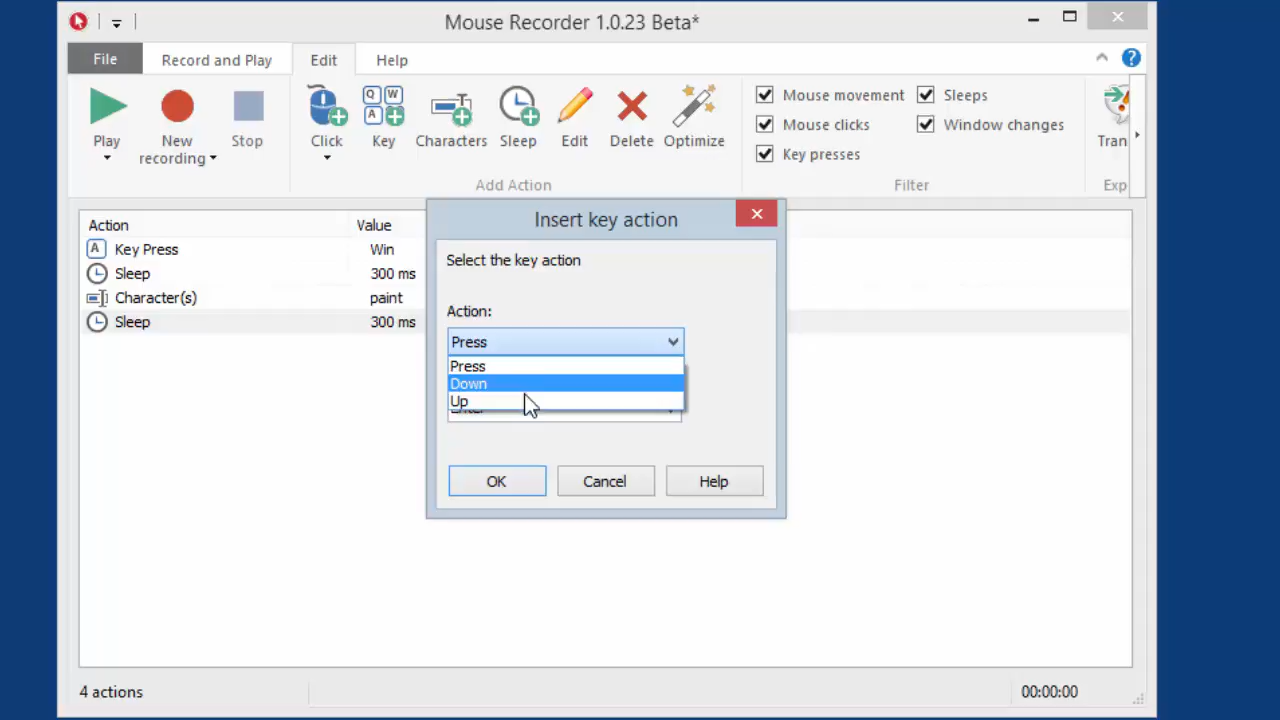 Mouse Recorder 1.0.23 Beta*
File Record and Play Edit Help
Play New recording Stop Click Key Characters Sleep Edit Delete Optimize Tran
Mouse movement Sleeps
Mouse clicks Window changes
Key presses
Add Action Filter Exp
Insert key action
Select the key action
Action:
Press
Press
Down
Up
Enter
OK Cancel Help
Action Value
Key Press Win
Sleep 300 ms
Character(s) paint
Sleep 300 ms
4 actions 00:00:00